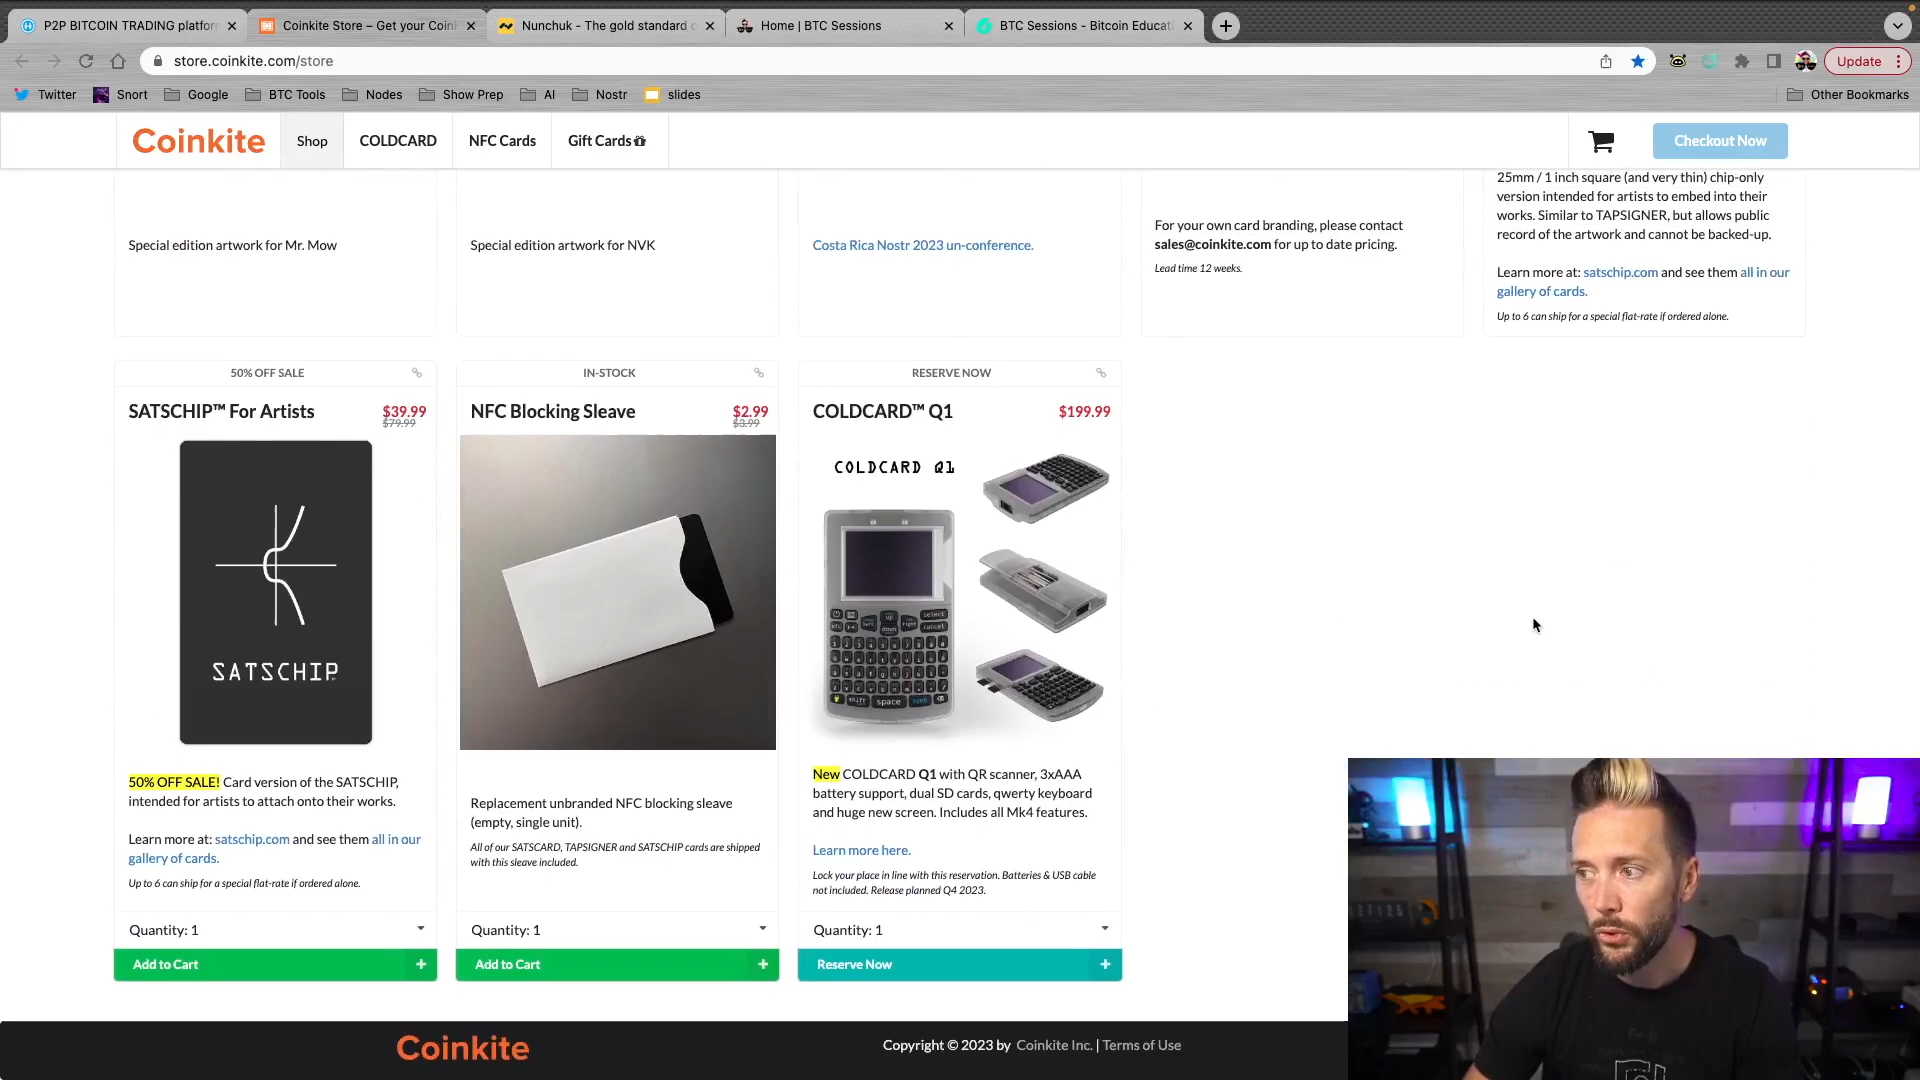 P2P BITCOIN TRADING platfor
Coinkite Store – Get your Coin
Nunchuk - The gold standard
Home | BTC Sessions
BTC Sessions - Bitcoin Educat
store.coinkite.com/store
Update
Twitter
Snort
Google
BTC Tools
Nodes
Show Prep
AI
Nostr
slides
Other Bookmarks
Coinkite
Shop
COLDCARD
NFC Cards
Gift Cards
Checkout Now
Special edition artwork for Mr. Mow
Special edition artwork for NVK
Costa Rica Nostr 2023 un-conference.
For your own card branding, please contact
sales@coinkite.com for up to date pricing.
Lead time 12 weeks.
25mm / 1 inch square (and very thin) chip-only
version intended for artists to embed into their
works. Similar to TAPSIGNER, but allows public
record of the artwork and cannot be backed-up.
Learn more at: satschip.com and see them all in our
gallery of cards.
Up to 6 can ship for a special flat-rate if ordered alone.
50% OFF SALE
SATSCHIP™ For Artists
$39.99
$79.99
SATSCHIP
50% OFF SALE! Card version of the SATSCHIP,
intended for artists to attach onto their works.
Learn more at: satschip.com and see them all in our
gallery of cards.
Up to 6 can ship for a special flat-rate if ordered alone.
Quantity: 1
Add to Cart +
IN-STOCK
NFC Blocking Sleave
$2.99
$3.99
Replacement unbranded NFC blocking sleave
(empty, single unit).
All of our SATSCARD, TAPSIGNER and SATSCHIP cards are shipped
with this sleave included.
Quantity: 1
Add to Cart +
RESERVE NOW
COLDCARD™ Q1
$199.99
COLDCARD Q1
select
cancel
up
left
down
right
shift
space
sym
New COLDCARD Q1 with QR scanner, 3xAAA
battery support, dual SD cards, qwerty keyboard
and huge new screen. Includes all Mk4 features.
Learn more here.
Lock your place in line with this reservation. Batteries & USB cable
not included. Release planned Q4 2023.
Quantity: 1
Reserve Now +
Coinkite
Copyright © 2023 by Coinkite Inc. | Terms of Use